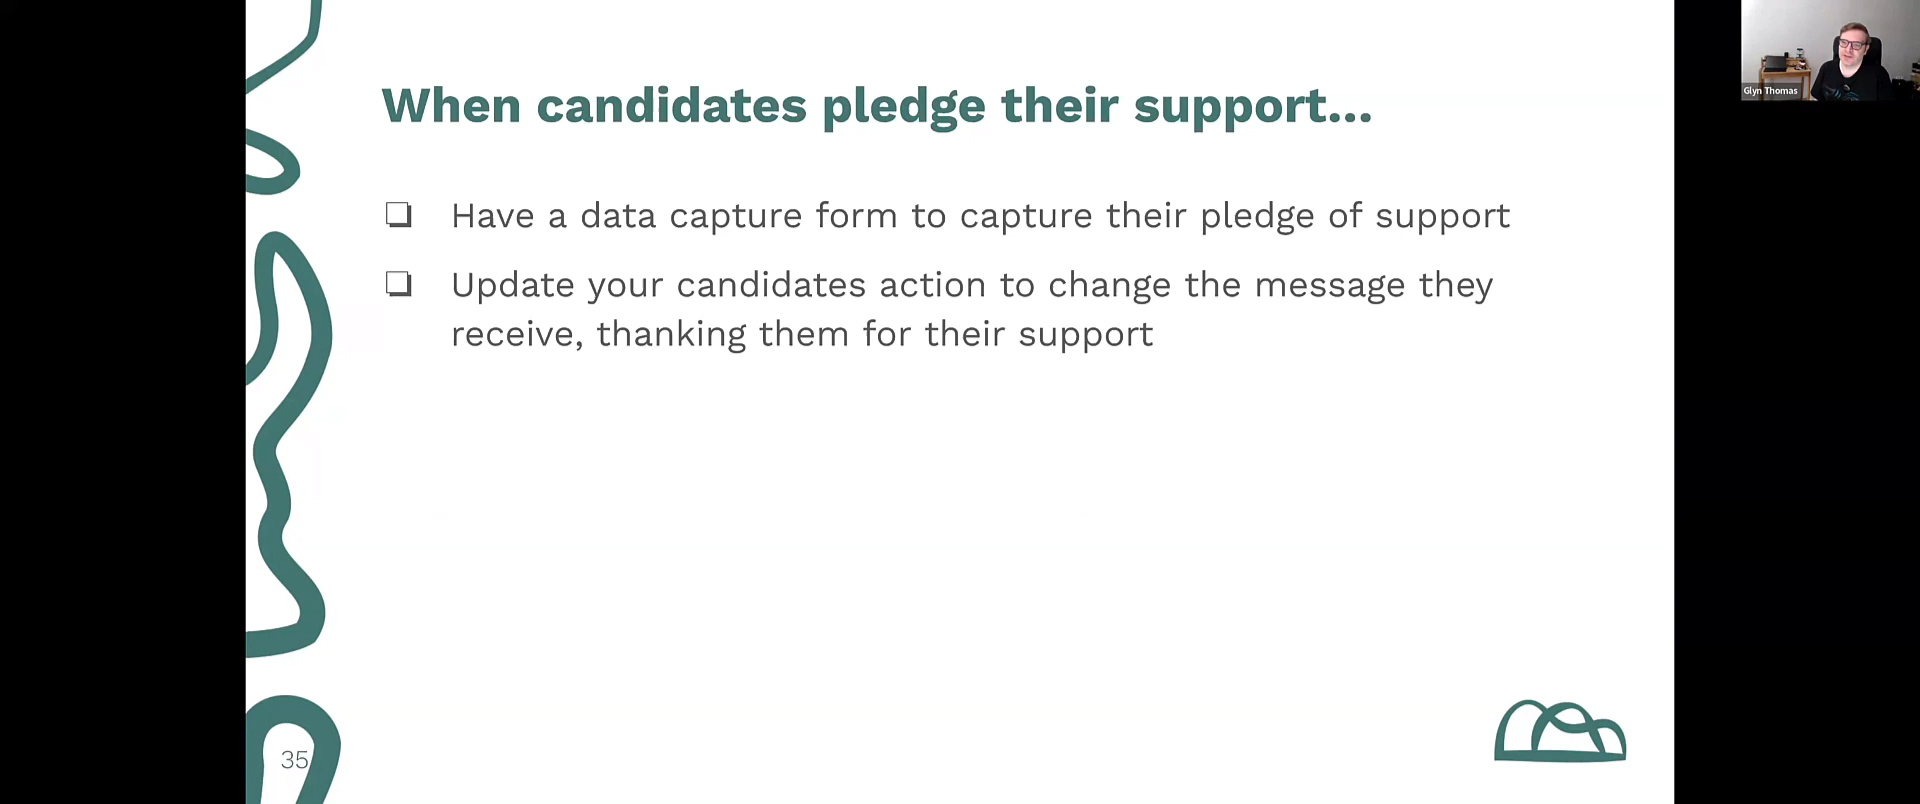 When candidates pledge their support...
Have a data capture form to capture their pledge of support
Update your candidates action to change the message they
receive, thanking them for their support
35
Glyn Thomas